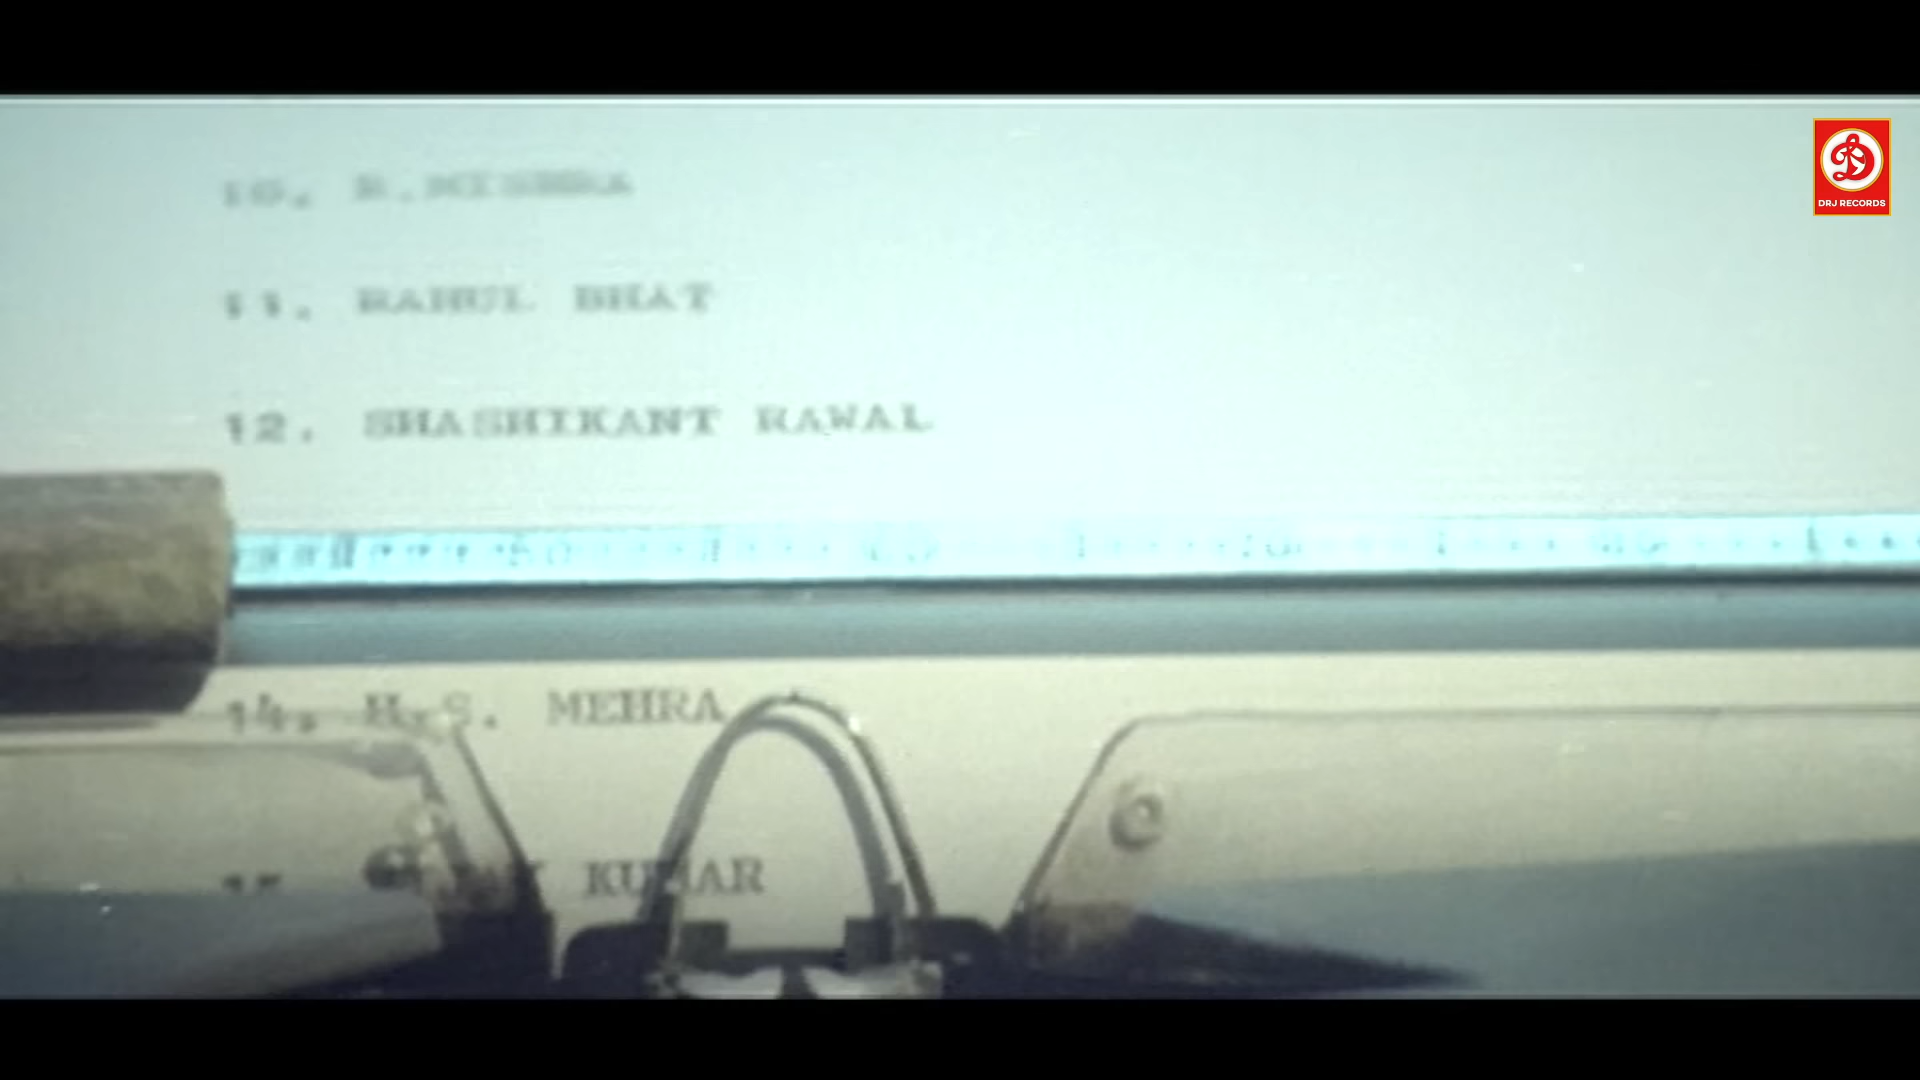 10. R.MISHRA
DRJ RECORDS
11. RAHUL BHAT
12. SHASHIKANT RAWAL
14. H.S. MEHRA
KUMAR